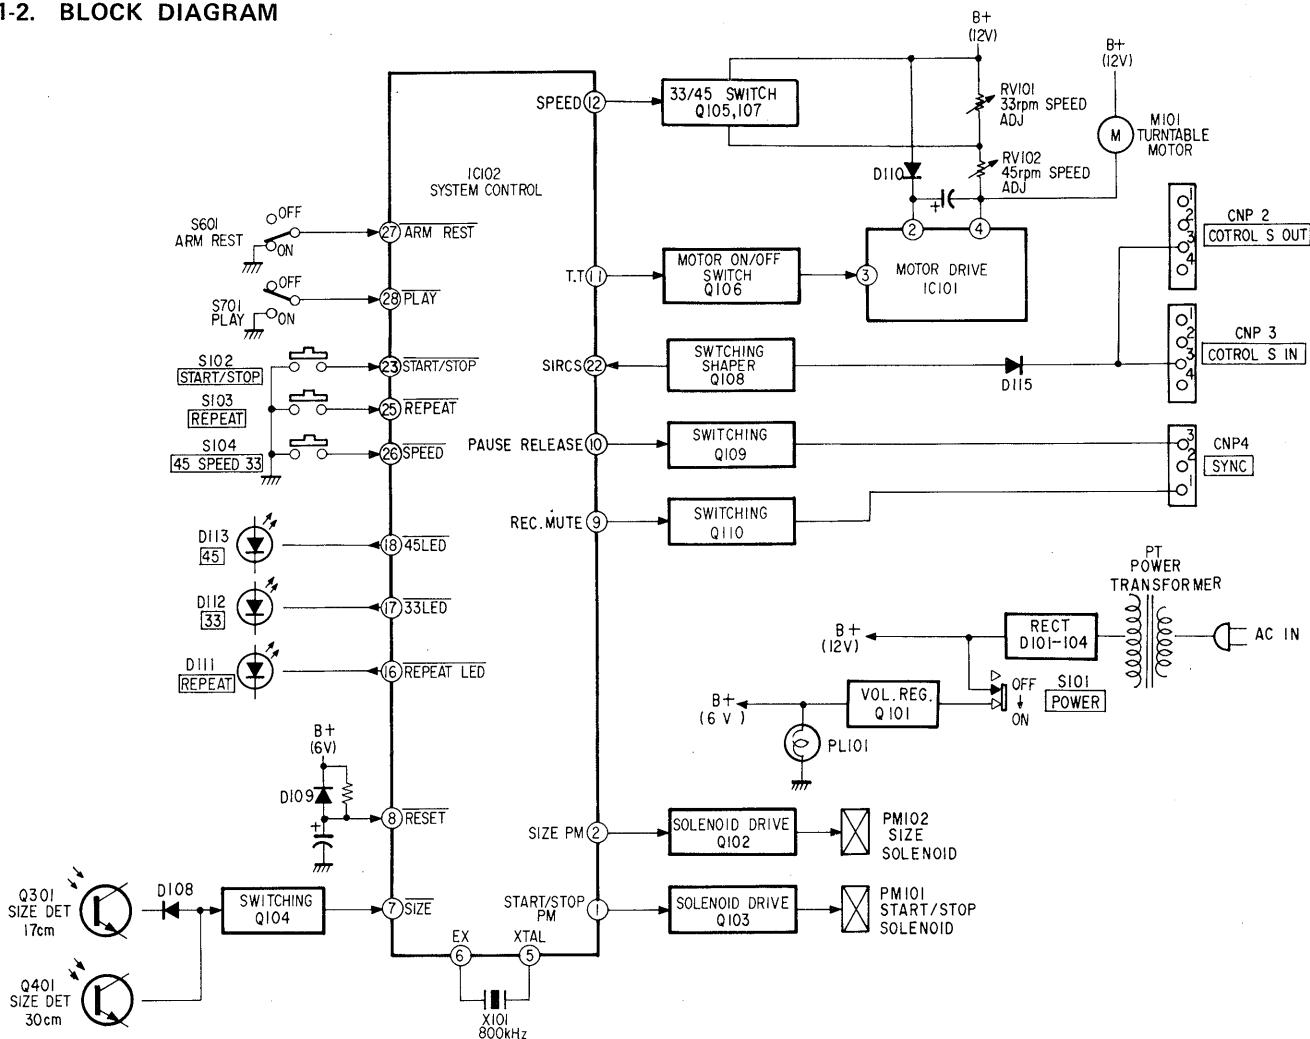 1-2. BLOCK DIAGRAM
B+
(12V)
B+
(12V)
SPEED 12
33/45 SWITCH
Q105,107
RV101
33rpm SPEED
ADJ
M
M101
TURNTABLE
MOTOR
IC102
SYSTEM CONTROL
D110
RV102
45rpm SPEED
ADJ
+
S601
ARM REST
OFF
ON
27 ARM REST
2
4
1
2
3
4
CNP 2
COTROL S OUT
T.T 11
MOTOR ON/OFF
SWITCH
Q106
3
MOTOR DRIVE
IC101
S701
PLAY
OFF
ON
28 PLAY
1
2
3
4
CNP 3
COTROL S IN
S102
START/STOP
23 START/STOP
SIRCS 22
SWTCHING
SHAPER
Q108
D115
S103
REPEAT
25 REPEAT
S104
45 SPEED 33
26 SPEED
PAUSE RELEASE 10
SWITCHING
Q109
3
2
1
CNP4
SYNC
REC.MUTE 9
SWITCHING
Q110
D113
45
18 45LED
D112
33
17 33LED
D111
REPEAT
16 REPEAT LED
PT
POWER
TRANSFORMER
B+
(12V)
RECT
D101-104
AC IN
B+
(6V)
VOL.REG.
Q101
OFF
ON
S101
POWER
PL101
B+
(6V)
D109
+
8 RESET
SIZE PM 2
SOLENOID DRIVE
Q102
PM102
SIZE
SOLENOID
Q301
SIZE DET
17cm
D108
SWITCHING
Q104
7 SIZE
START/STOP
PM
1
SOLENOID DRIVE
Q103
PM101
START/STOP
SOLENOID
EX
6
XTAL
5
Q401
SIZE DET
30cm
X101
800kHz